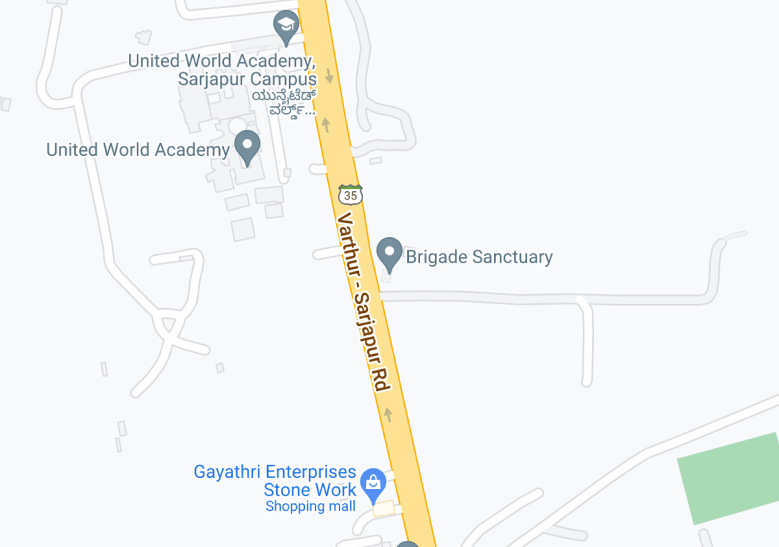 United World Academy,
Sarjapur Campus
ಯುನೈಟೆಡ್
ವರ್ಲ್ಡ್...
United World Academy
35
Varthur - Sarjapur Rd
Brigade Sanctuary
Gayathri Enterprises
Stone Work
Shopping mall